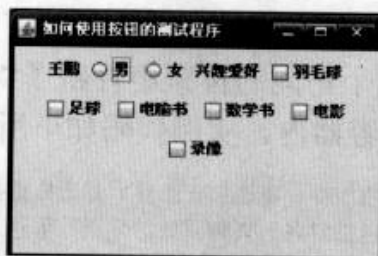 如何使用按钮的测试程序
王鹏 男 女 兴趣爱好 羽毛球
足球 电脑书 数学书 电影
录像